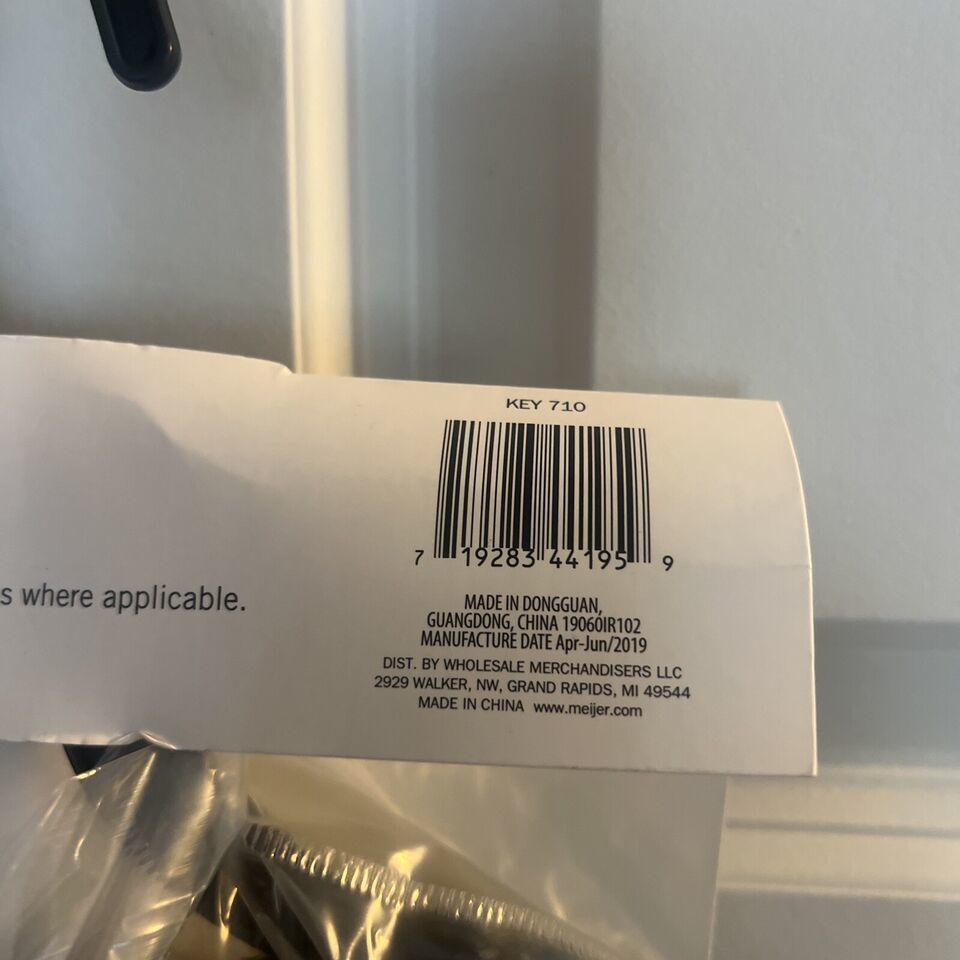 KEY 710
7 19283 44195 9
s where applicable.
MADE IN DONGGUAN,
GUANGDONG, CHINA 19060IR102
MANUFACTURE DATE Apr-Jun/2019
DIST. BY WHOLESALE MERCHANDISERS LLC
2929 WALKER, NW, GRAND RAPIDS, MI 49544
MADE IN CHINA www.meijer.com